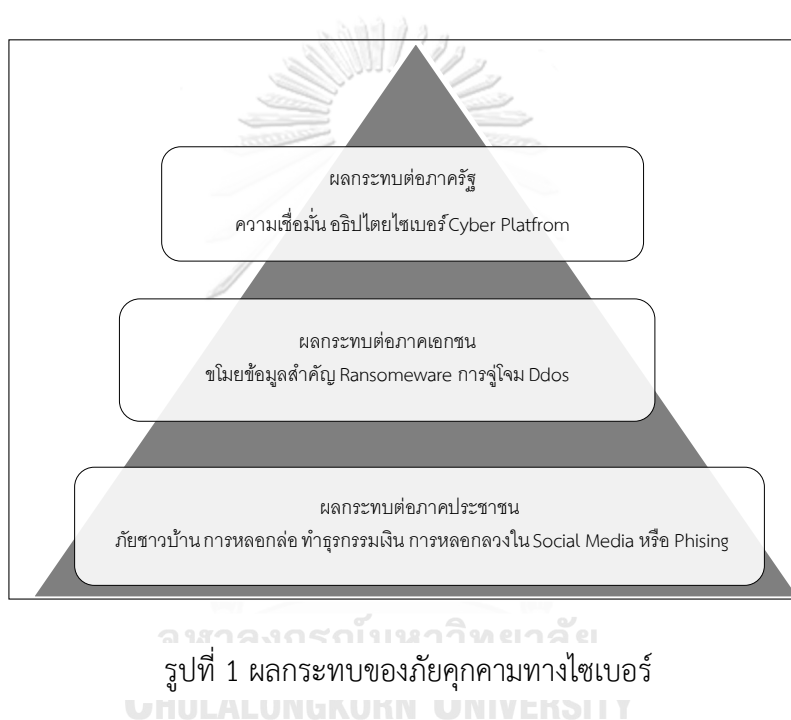 ผลกระทบต่อภาครัฐ
ความเชื่อมั่น อธิปไตยไซเบอร์ Cyber Platfrom
ผลกระทบต่อภาคเอกชน
ขโมยข้อมูลสำคัญ Ransomeware การจู่โจม Ddos
ผลกระทบต่อภาคประชาชน
ภัยชาวบ้าน การหลอกล่อ ทำธุรกรรมเงิน การหลอกลวงใน Social Media หรือ Phising
จุฬาลงกรณ์มหาวิทยาลัย
รูปที่ 1 ผลกระทบของภัยคุกคามทางไซเบอร์
CHULALONGKORN UNIVERSITY